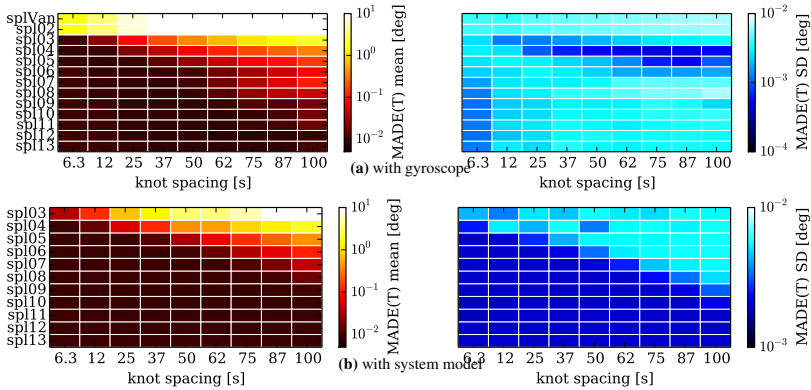 splVan
spl02
spl03
spl04
spl05
spl06
spl07
spl08
spl09
spl10
spl11
spl12
spl13
6.3 12 25 37 50 62 75 87 100
knot spacing [s]
10^1
10^0
10^-1
10^-2
MADE(T) mean [deg]
6.3 12 25 37 50 62 75 87 100
knot spacing [s]
10^-2
10^-3
10^-4
MADE(T) SD [deg]
(a) with gyroscope
spl03
spl04
spl05
spl06
spl07
spl08
spl09
spl10
spl11
spl12
spl13
6.3 12 25 37 50 62 75 87 100
knot spacing [s]
10^1
10^0
10^-1
10^-2
MADE(T) mean [deg]
6.3 12 25 37 50 62 75 87 100
knot spacing [s]
10^-2
10^-3
MADE(T) SD [deg]
(b) with system model